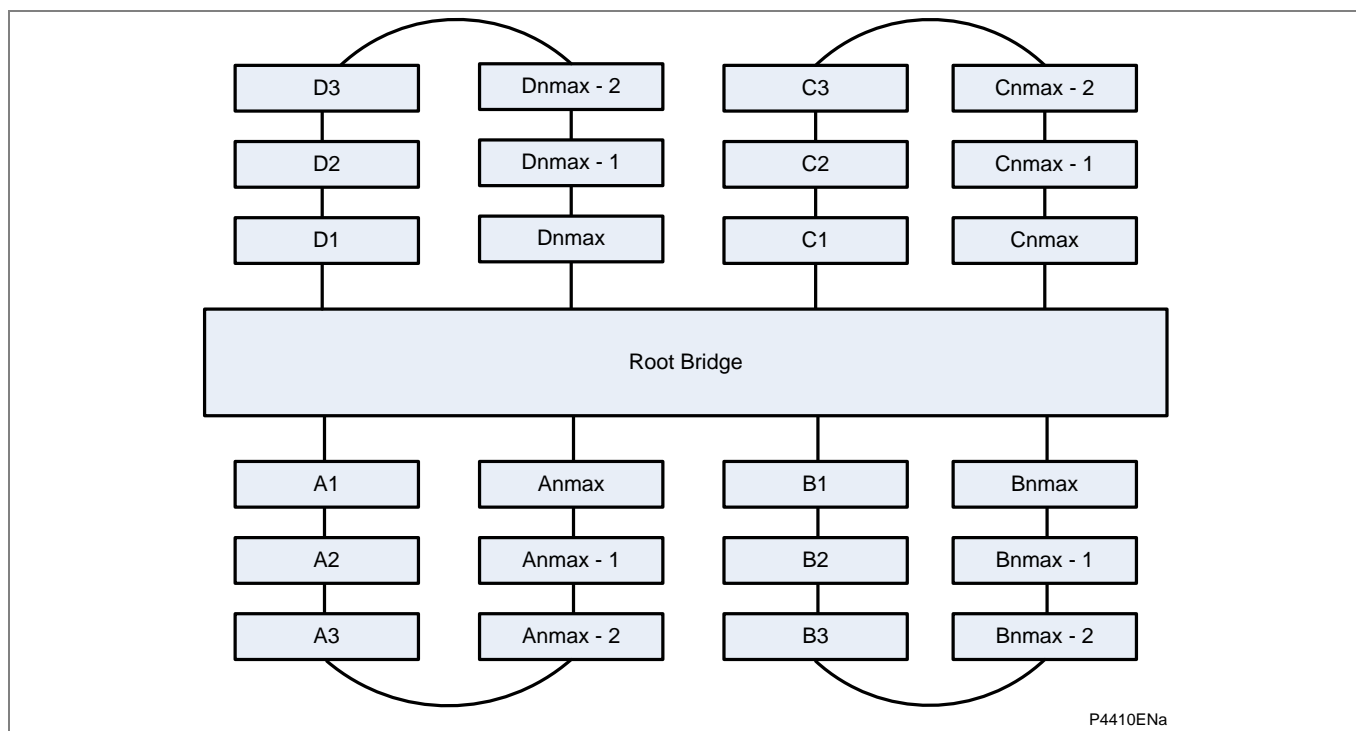 D3
Dnmax - 2
C3
Cnmax - 2
D2
Dnmax - 1
C2
Cnmax - 1
D1
Dnmax
C1
Cnmax
Root Bridge
A1
Anmax
B1
Bnmax
A2
Anmax - 1
B2
Bnmax - 1
A3
Anmax - 2
B3
Bnmax - 2
P4410ENa